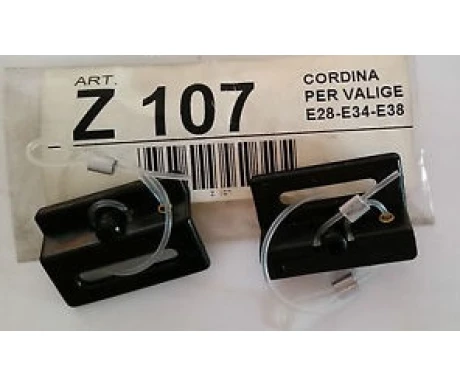 ART.
Z 107
CORDINA
PER VALIGE
E28-E34-E38